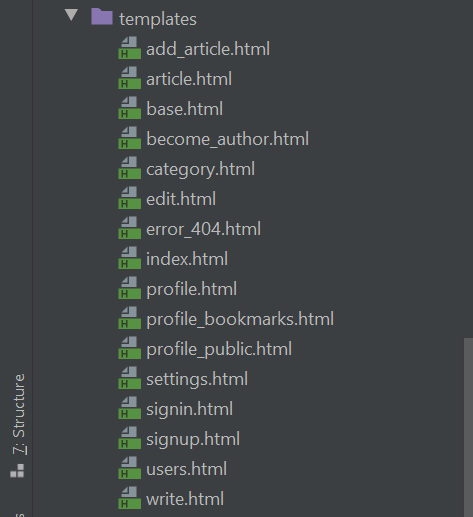 templates
add_article.html
article.html
base.html
become_author.html
category.html
edit.html
error_404.html
index.html
profile.html
profile_bookmarks.html
profile_public.html
settings.html
signin.html
signup.html
users.html
write.html
7: Structure